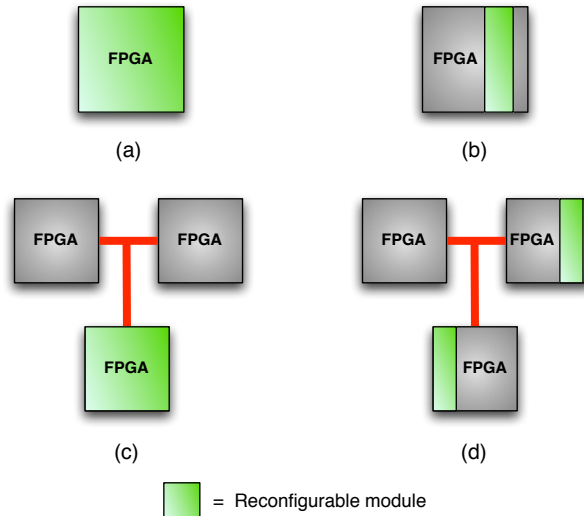 FPGA
FPGA
(a)
(b)
FPGA
FPGA
FPGA
FPGA
FPGA
FPGA
(c)
(d)
= Reconfigurable module